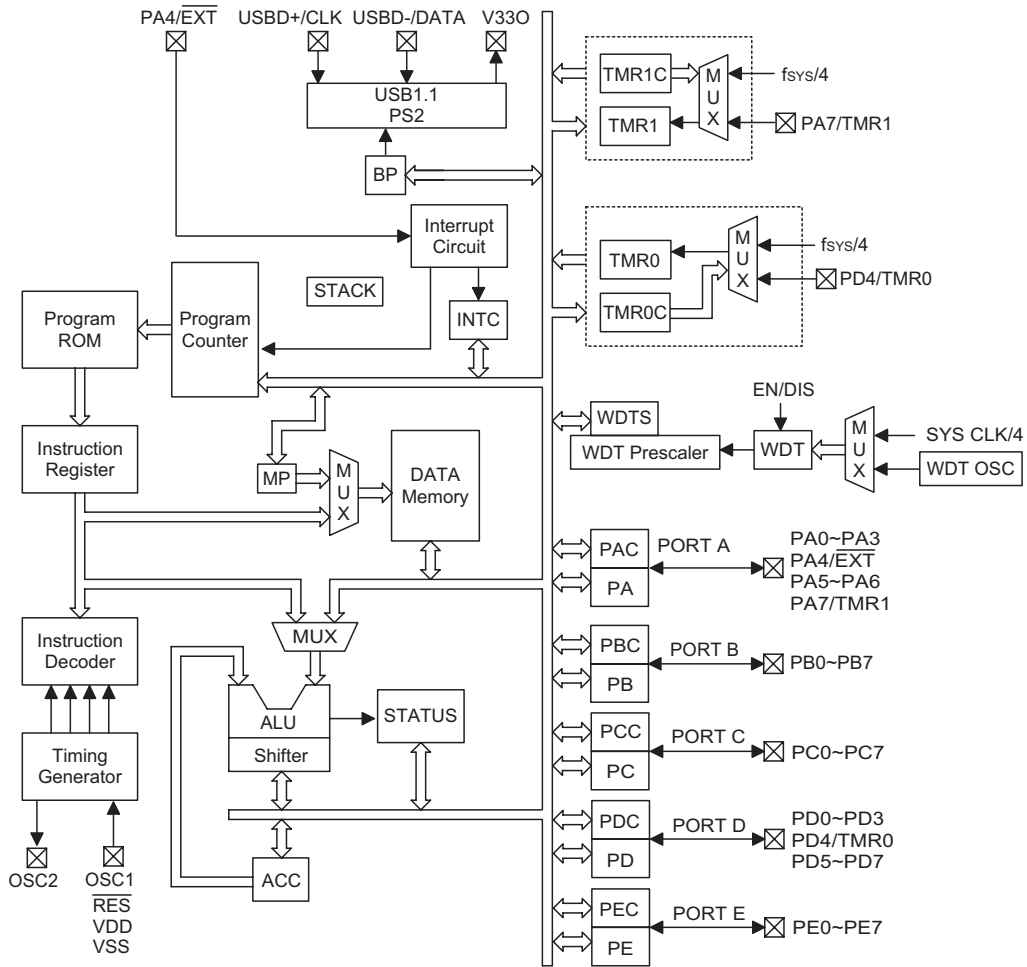 PA4/EXT USBD+/CLK USBD-/DATA V33O
USB1.1
PS2
BP
Interrupt
Circuit
STACK
INTC
Program
ROM
Program
Counter
Instruction
Register
MP
MUX
DATA
Memory
MUX
Instruction
Decoder
ALU
Shifter
STATUS
Timing
Generator
ACC
OSC2
OSC1
RES
VDD
VSS
TMR1C
TMR1
MUX
fSYS/4
PA7/TMR1
TMR0
TMR0C
MUX
fSYS/4
PD4/TMR0
EN/DIS
WDTS
WDT Prescaler
WDT
MUX
SYS CLK/4
WDT OSC
PAC
PA
PORT A
PA0~PA3
PA4/EXT
PA5~PA6
PA7/TMR1
PBC
PB
PORT B
PB0~PB7
PCC
PC
PORT C
PC0~PC7
PDC
PD
PORT D
PD0~PD3
PD4/TMR0
PD5~PD7
PEC
PE
PORT E
PE0~PE7